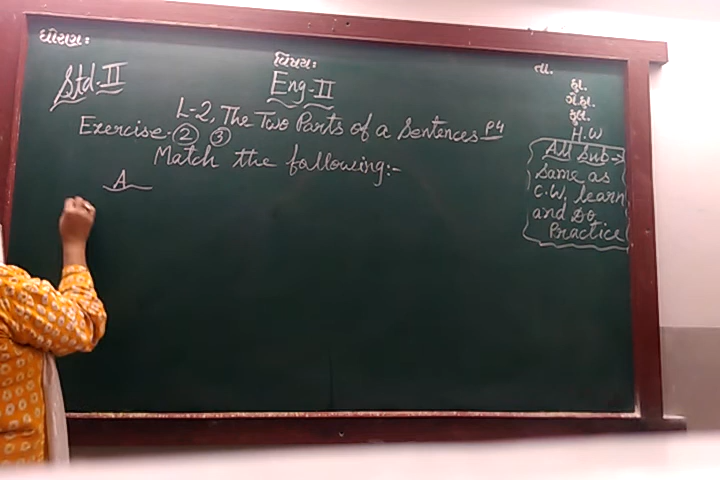 ધોરણઃ
વિષયઃ
તા.
Std.-II
Eng-II
કુ.
ગે.હા.
કુલ.
L-2, The Two Parts of a Sentences P4
Exercise-② ③
Match the following:-
A
H.W
All Sub→
Same as
C.W, learn
and do
Practice